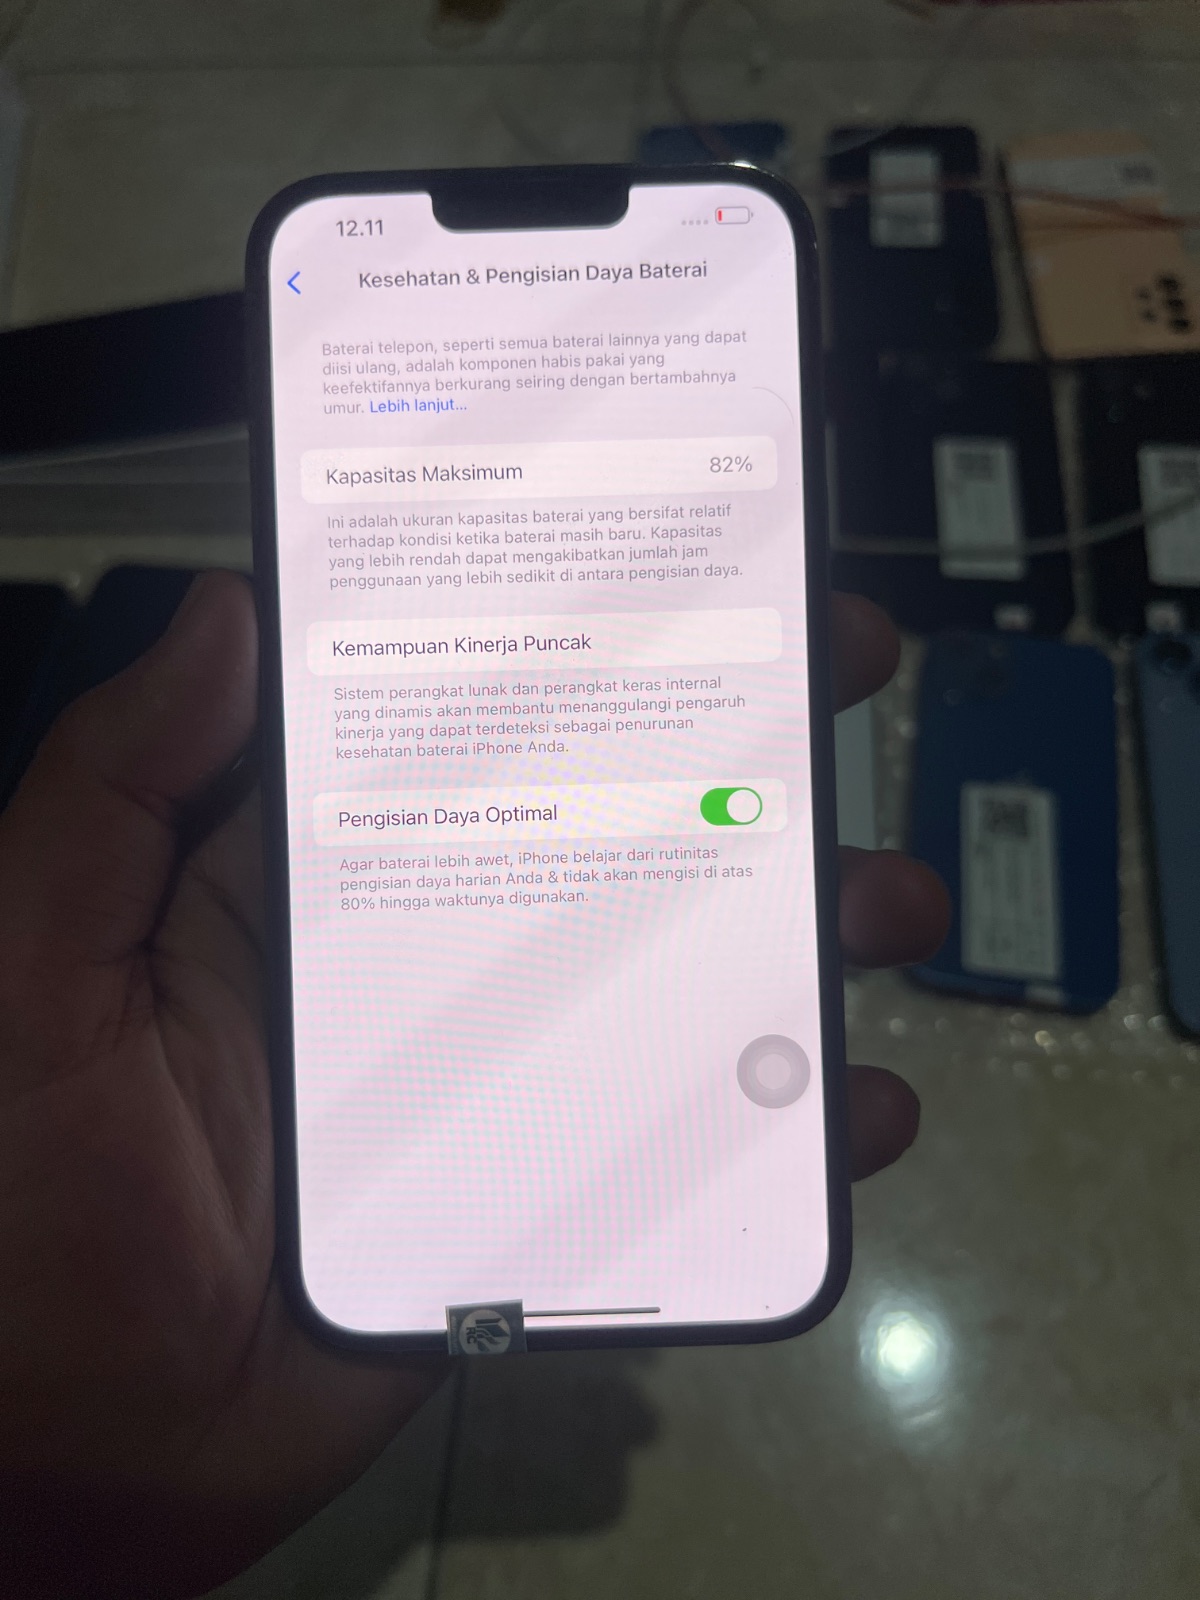 12.11
Kesehatan & Pengisian Daya Baterai
Baterai telepon, seperti semua baterai lainnya yang dapat
diisi ulang, adalah komponen habis pakai yang
keefektifannya berkurang seiring dengan bertambahnya
umur. Lebih lanjut...
Kapasitas Maksimum 82%
Ini adalah ukuran kapasitas baterai yang bersifat relatif
terhadap kondisi ketika baterai masih baru. Kapasitas
yang lebih rendah dapat mengakibatkan jumlah jam
penggunaan yang lebih sedikit di antara pengisian daya.
Kemampuan Kinerja Puncak
Sistem perangkat lunak dan perangkat keras internal
yang dinamis akan membantu menanggulangi pengaruh
kinerja yang dapat terdeteksi sebagai penurunan
kesehatan baterai iPhone Anda.
Pengisian Daya Optimal
Agar baterai lebih awet, iPhone belajar dari rutinitas
pengisian daya harian Anda & tidak akan mengisi di atas
80% hingga waktunya digunakan.